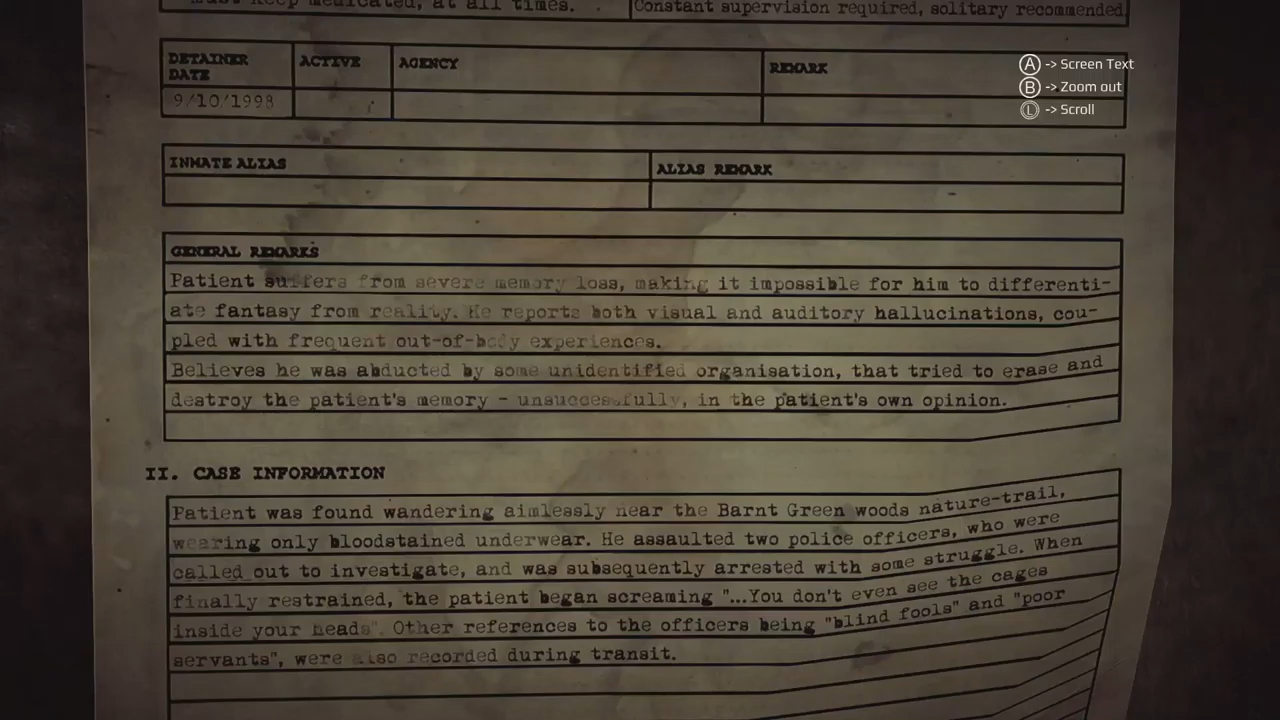 must keep medicated, at all times.
Constant supervision required, solitary recommended
DETAINER DATE
ACTIVE
AGENCY
REMARK
9/10/1998
INMATE ALIAS
ALIAS REMARK
GENERAL REMARKS
Patient suffers from severe memory loss, making it impossible for him to differenti-
ate fantasy from reality. He reports both visual and auditory hallucinations, cou-
pled with frequent out-of-body experiences.
Believes he was abducted by some unidentified organisation, that tried to erase and
destroy the patient's memory - unsuccessfully, in the patient's own opinion.
II. CASE INFORMATION
Patient was found wandering aimlessly near the Barnt Green woods nature-trail,
wearing only bloodstained underwear. He assaulted two police officers, who were
called out to investigate, and was subsequently arrested with some struggle. When
finally restrained, the patient began screaming "...You don't even see the cages
inside your heads". Other references to the officers being "blind fools" and "poor
servants", were also recorded during transit.
A -> Screen Text
B -> Zoom out
L -> Scroll